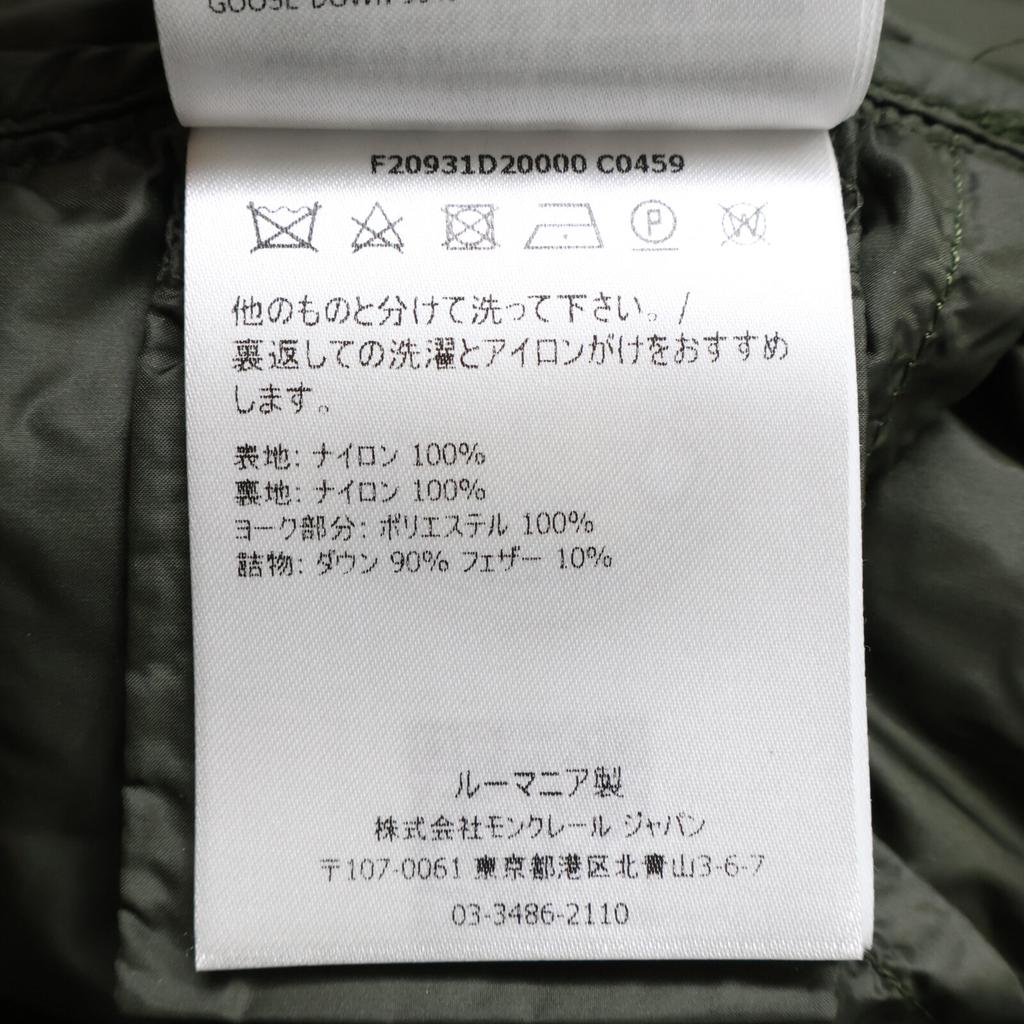 GOOSE DOWN 90%
F20931D20000 C0459
他のものと分けて洗って下さい。/
裏返しての洗濯とアイロンがけをおすすめ
します。
表地: ナイロン 100%
裏地: ナイロン 100%
ヨーク部分: ポリエステル 100%
詰物: ダウン 90% フェザー 10%
ルーマニア製
株式会社モンクレール ジャパン
〒107-0061 東京都港区北青山3-6-7
03-3486-2110